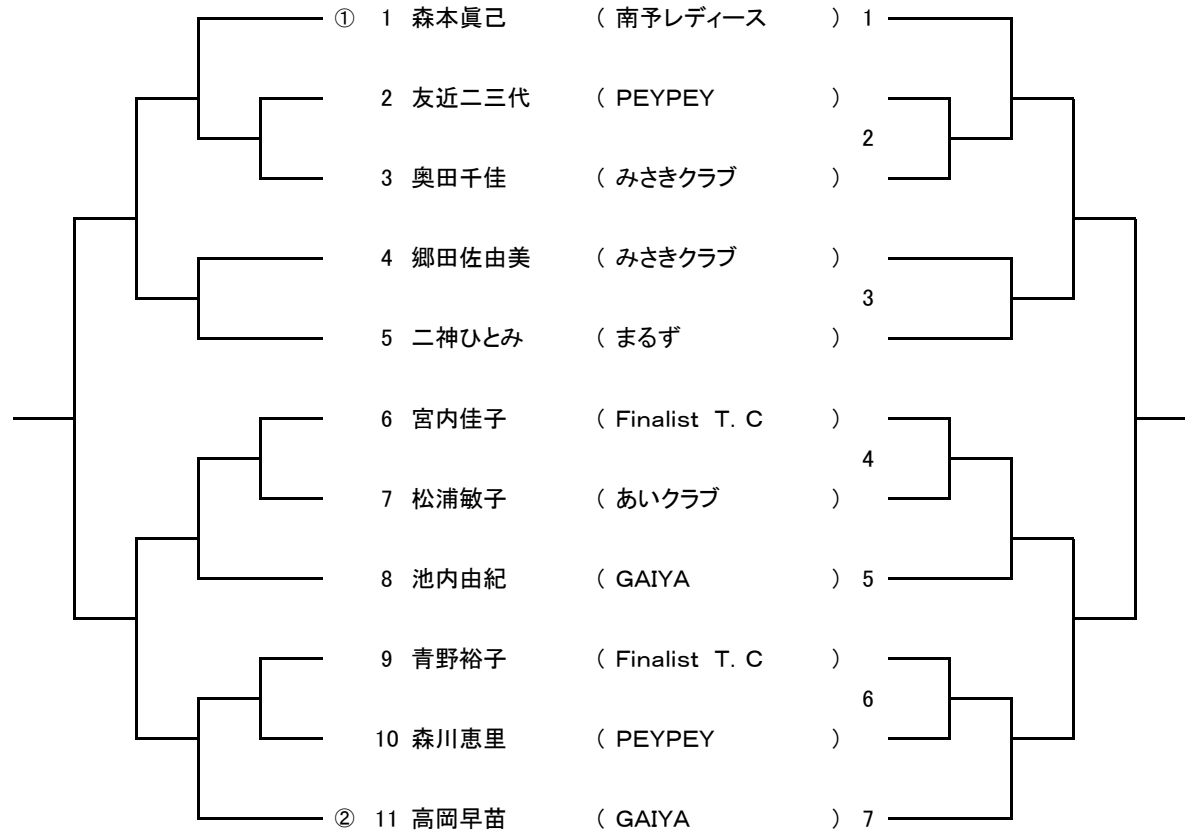 ① 1 森本眞己 ( 南予レディース ) 1
2 友近二三代 ( PEYPEY )
2
3 奥田千佳 ( みさきクラブ )
4 郷田佐由美 ( みさきクラブ )
3
5 二神ひとみ ( まるず )
6 宮内佳子 ( Finalist T. C )
4
7 松浦敏子 ( あいクラブ )
8 池内由紀 ( GAIYA ) 5
9 青野裕子 ( Finalist T. C )
6
10 森川恵里 ( PEYPEY )
② 11 高岡早苗 ( GAIYA ) 7